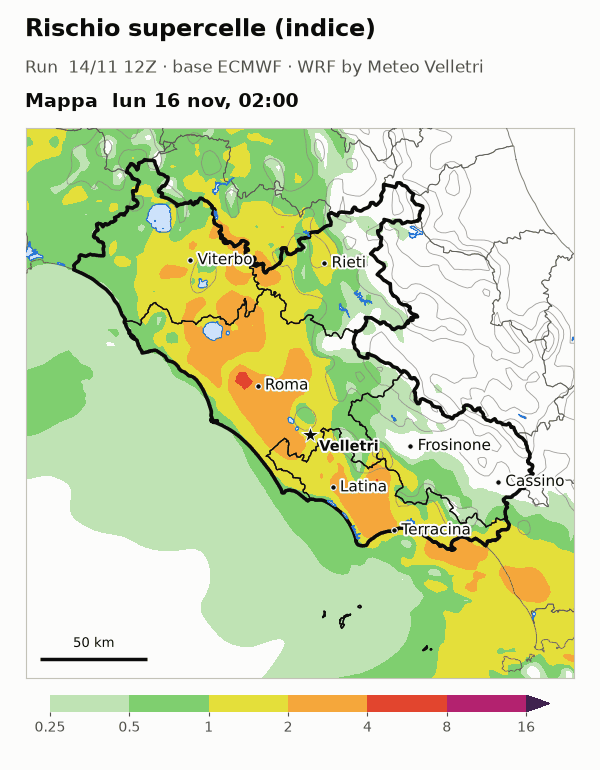 Rischio supercelle (indice)
Run  14/11 12Z · base ECMWF · WRF by Meteo Velletri
Mappa  lun 16 nov, 02:00
Viterbo
Rieti
Roma
Velletri
Frosinone
Cassino
Latina
Terracina
50 km
0.25 0.5 1 2 4 8 16